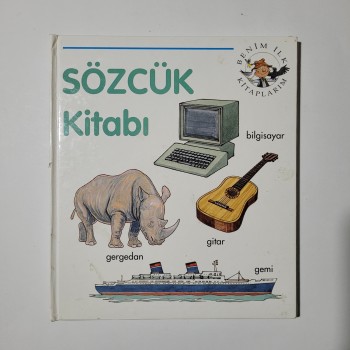 BENİM İLK
KİTAPLARIM
SÖZCÜK
Kitabı
bilgisayar
gitar
gergedan
gemi